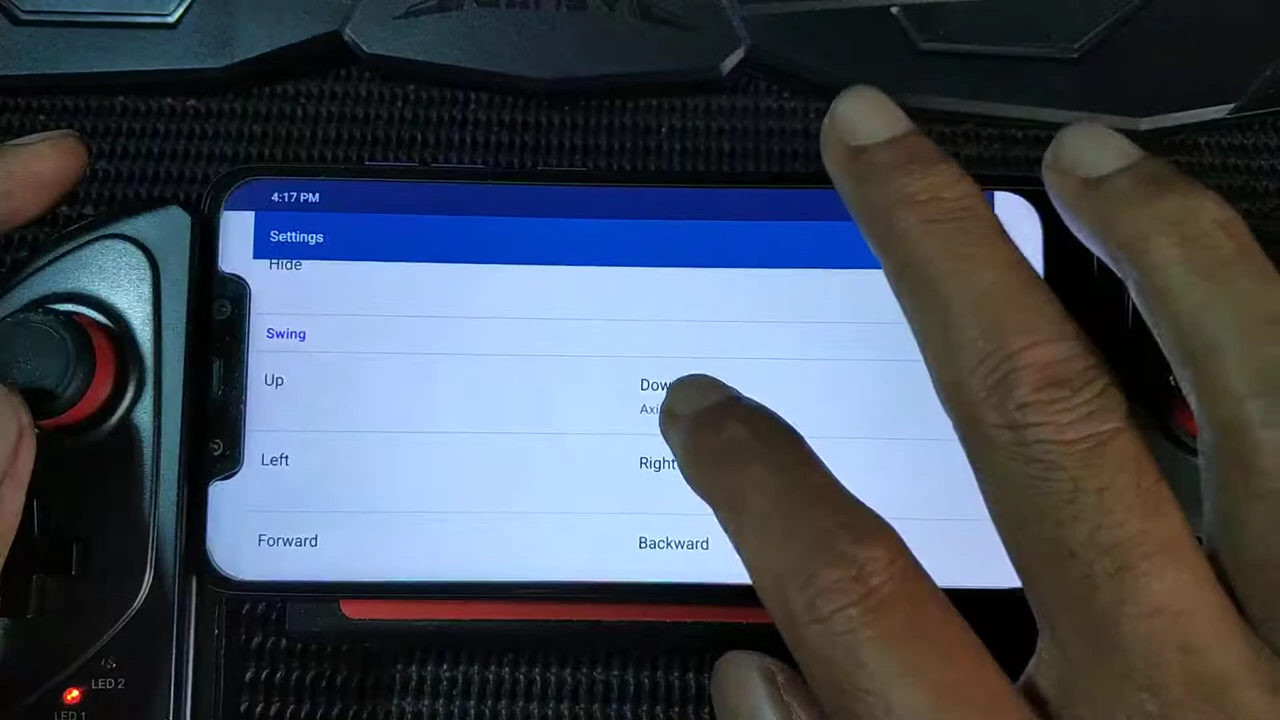 4:17 PM
Settings
Hide
Swing
Up
Left
Right
Forward
Backward
LED 2
LED 1